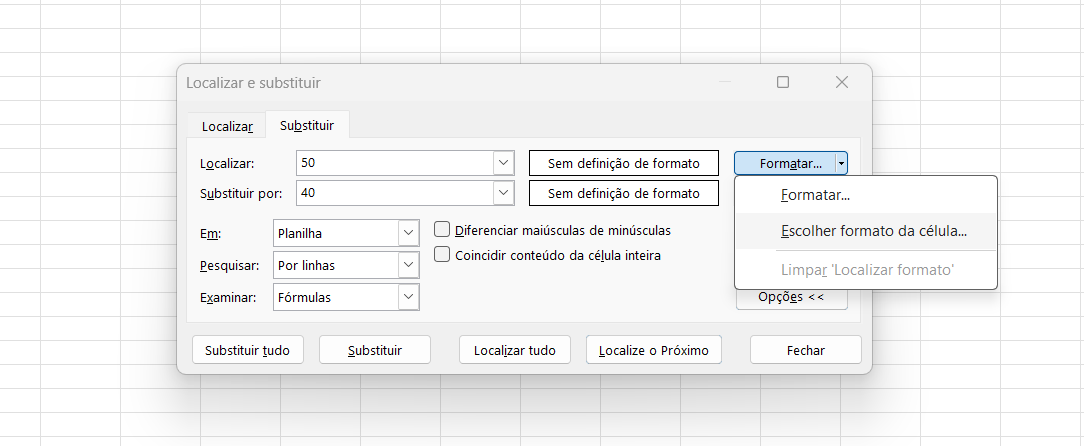 Localizar e substituir
Localizar
Substituir
Localizar: 50 Sem definição de formato Formatar...
Substituir por: 40 Sem definição de formato
Formatar...
Escolher formato da célula...
Limpar 'Localizar formato'
Em: Planilha
Diferenciar maiúsculas de minúsculas
Pesquisar: Por linhas
Coincidir conteúdo da célula inteira
Examinar: Fórmulas
Opções <<
Substituir tudo Substituir Localizar tudo Localize o Próximo Fechar